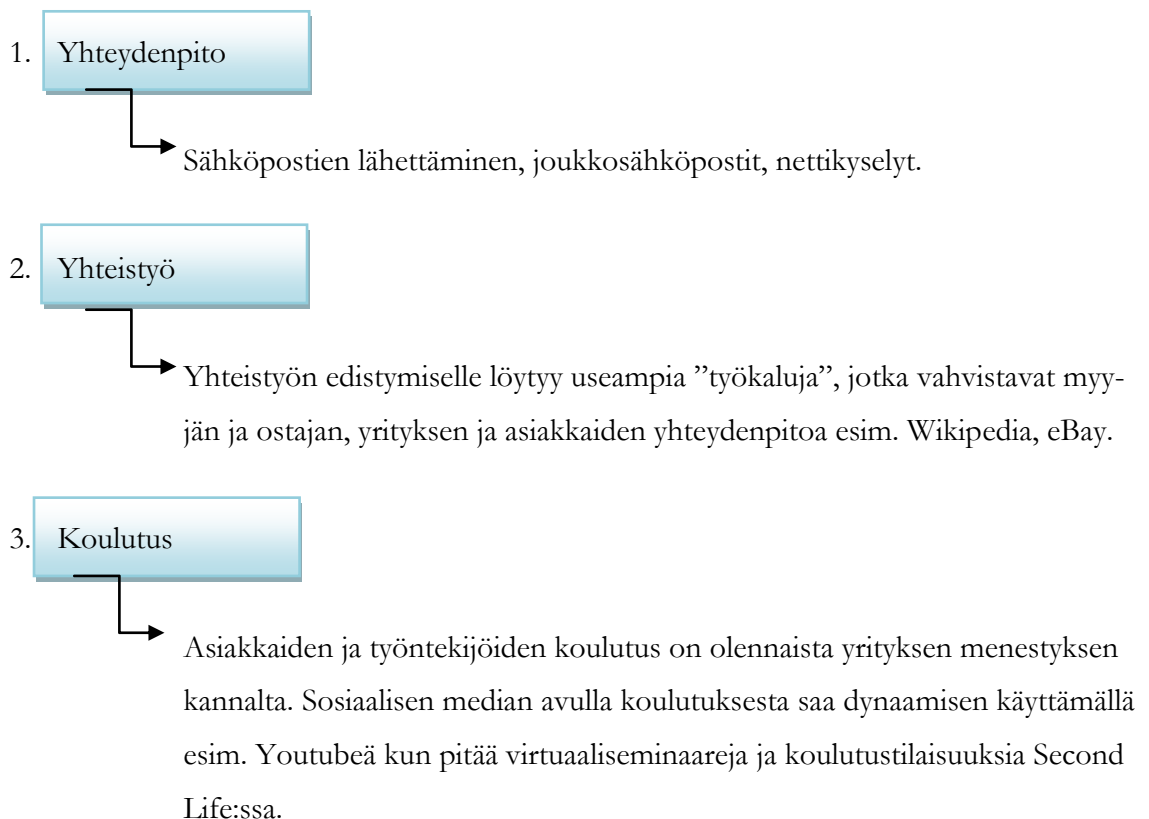 1. Yhteydenpito
Sähköpostien lähettäminen, joukkosähköpostit, nettikyselyt.
2. Yhteistyö
Yhteistyön edistymiselle löytyy useampia ”työkaluja”, jotka vahvistavat myy-
jän ja ostajan, yrityksen ja asiakkaiden yhteydenpitoa esim. Wikipedia, eBay.
3. Koulutus
Asiakkaiden ja työntekijöiden koulutus on olennaista yrityksen menestyksen
kannalta. Sosiaalisen median avulla koulutuksesta saa dynaamisen käyttämällä
esim. Youtubeä kun pitää virtuaaliseminaareja ja koulutustilaisuuksia Second
Life:ssa.